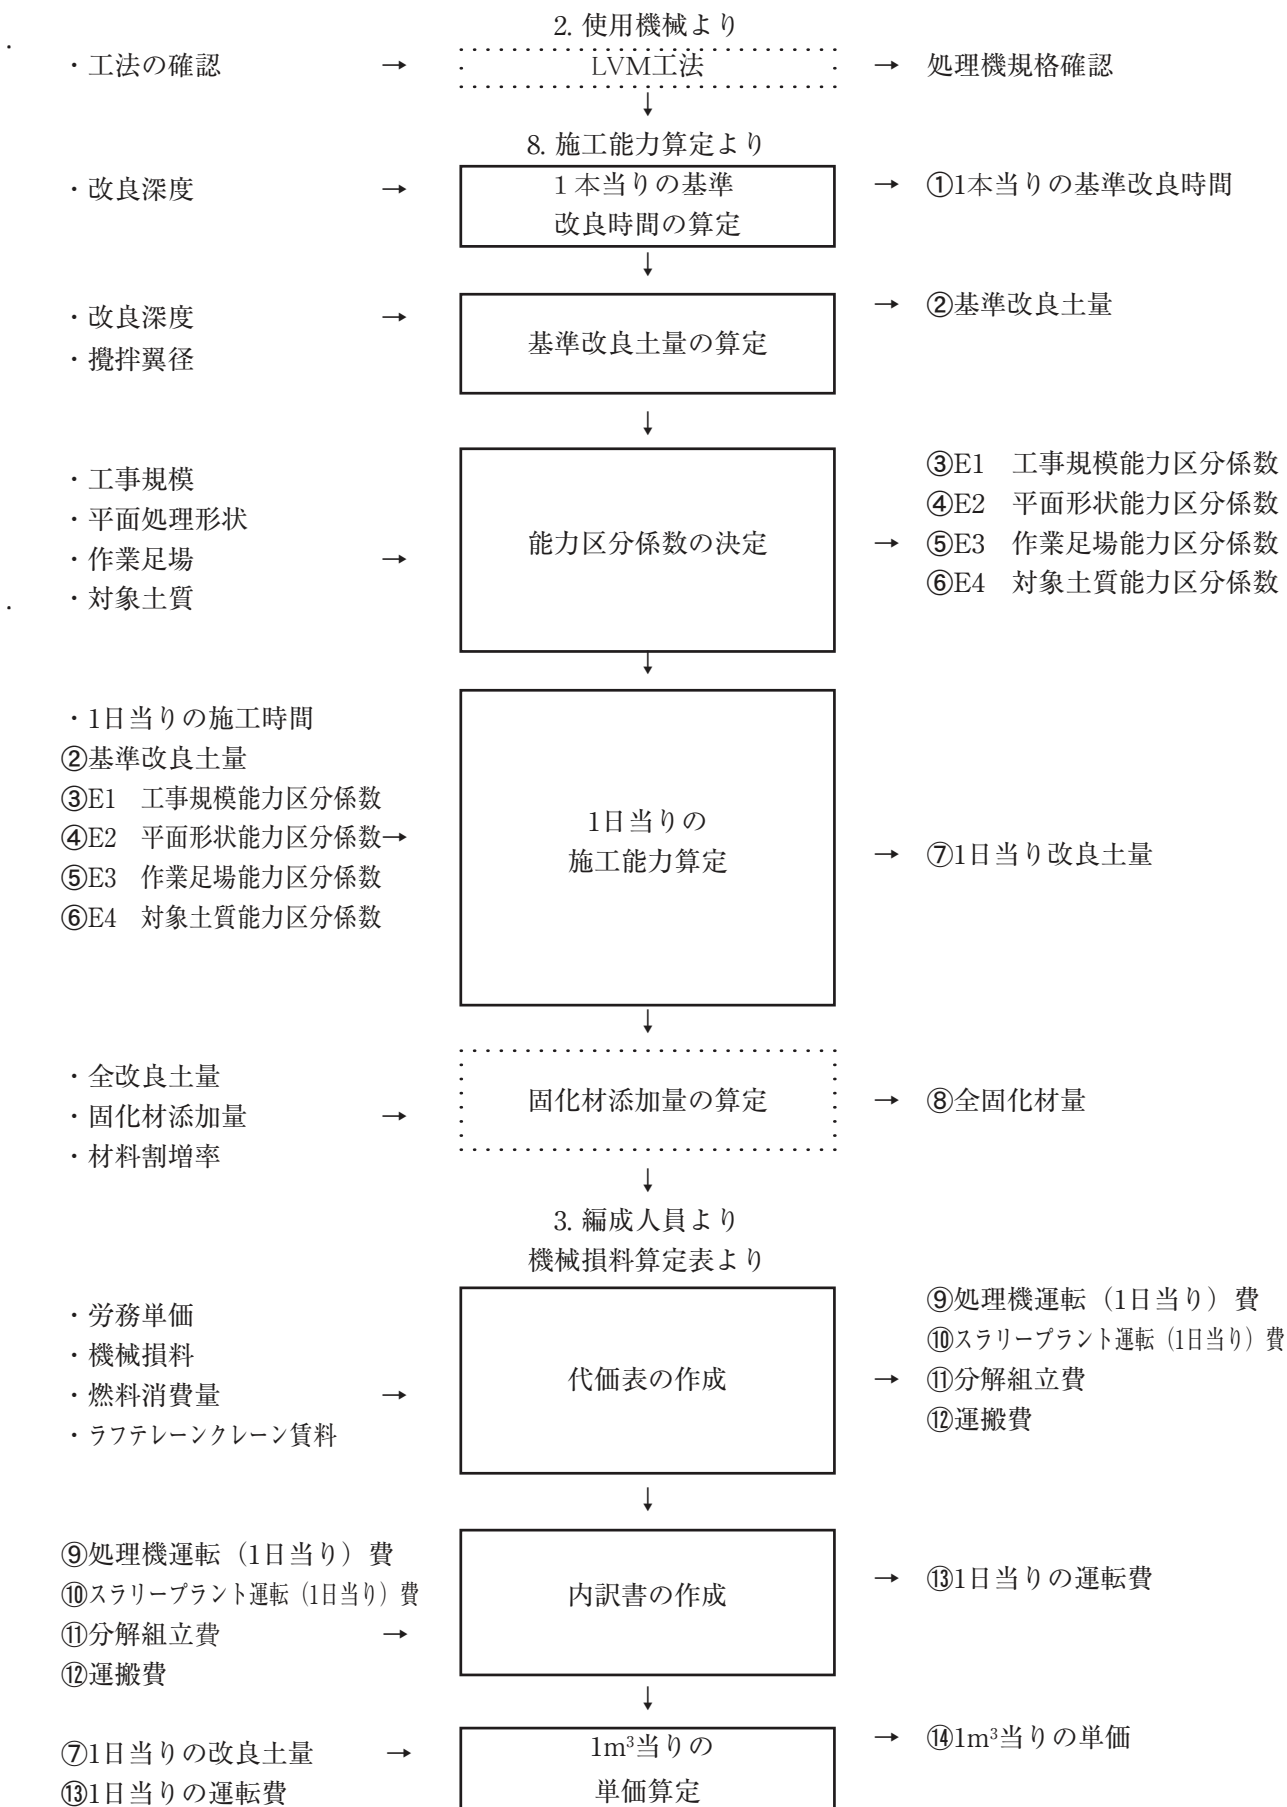 2. 使用機械より
・工法の確認 → LVM工法 → 処理機規格確認
↓
8. 施工能力算定より
・改良深度 → 1本当りの基準 → ①1本当りの基準改良時間
改良時間の算定
↓
・改良深度 → → ②基準改良土量
・攪拌翼径 基準改良土量の算定
↓
・工事規模 ③E1 工事規模能力区分係数
・平面処理形状 ④E2 平面形状能力区分係数
・作業足場 → 能力区分係数の決定 → ⑤E3 作業足場能力区分係数
・対象土質 ⑥E4 対象土質能力区分係数
↓
・1日当りの施工時間
②基準改良土量
③E1 工事規模能力区分係数
④E2 平面形状能力区分係数→
⑤E3 作業足場能力区分係数
⑥E4 対象土質能力区分係数
1日当りの
施工能力算定 → ⑦1日当り改良土量
↓
・全改良土量
・固化材添加量 → 固化材添加量の算定 → ⑧全固化材量
・材料割増率
↓
3. 編成人員より
機械損料算定表より
・労務単価
・機械損料
・燃料消費量 → 代価表の作成 →
・ラフテレーンクレーン賃料
⑨処理機運転（1日当り）費
⑩スラリープラント運転（1日当り）費
⑪分解組立費
⑫運搬費
↓
⑨処理機運転（1日当り）費
⑩スラリープラント運転（1日当り）費
⑪分解組立費 →
⑫運搬費
内訳書の作成 → ⑬1日当りの運転費
↓
⑦1日当りの改良土量 → 1m³当りの → ⑭1m³当りの単価
⑬1日当りの運転費 単価算定